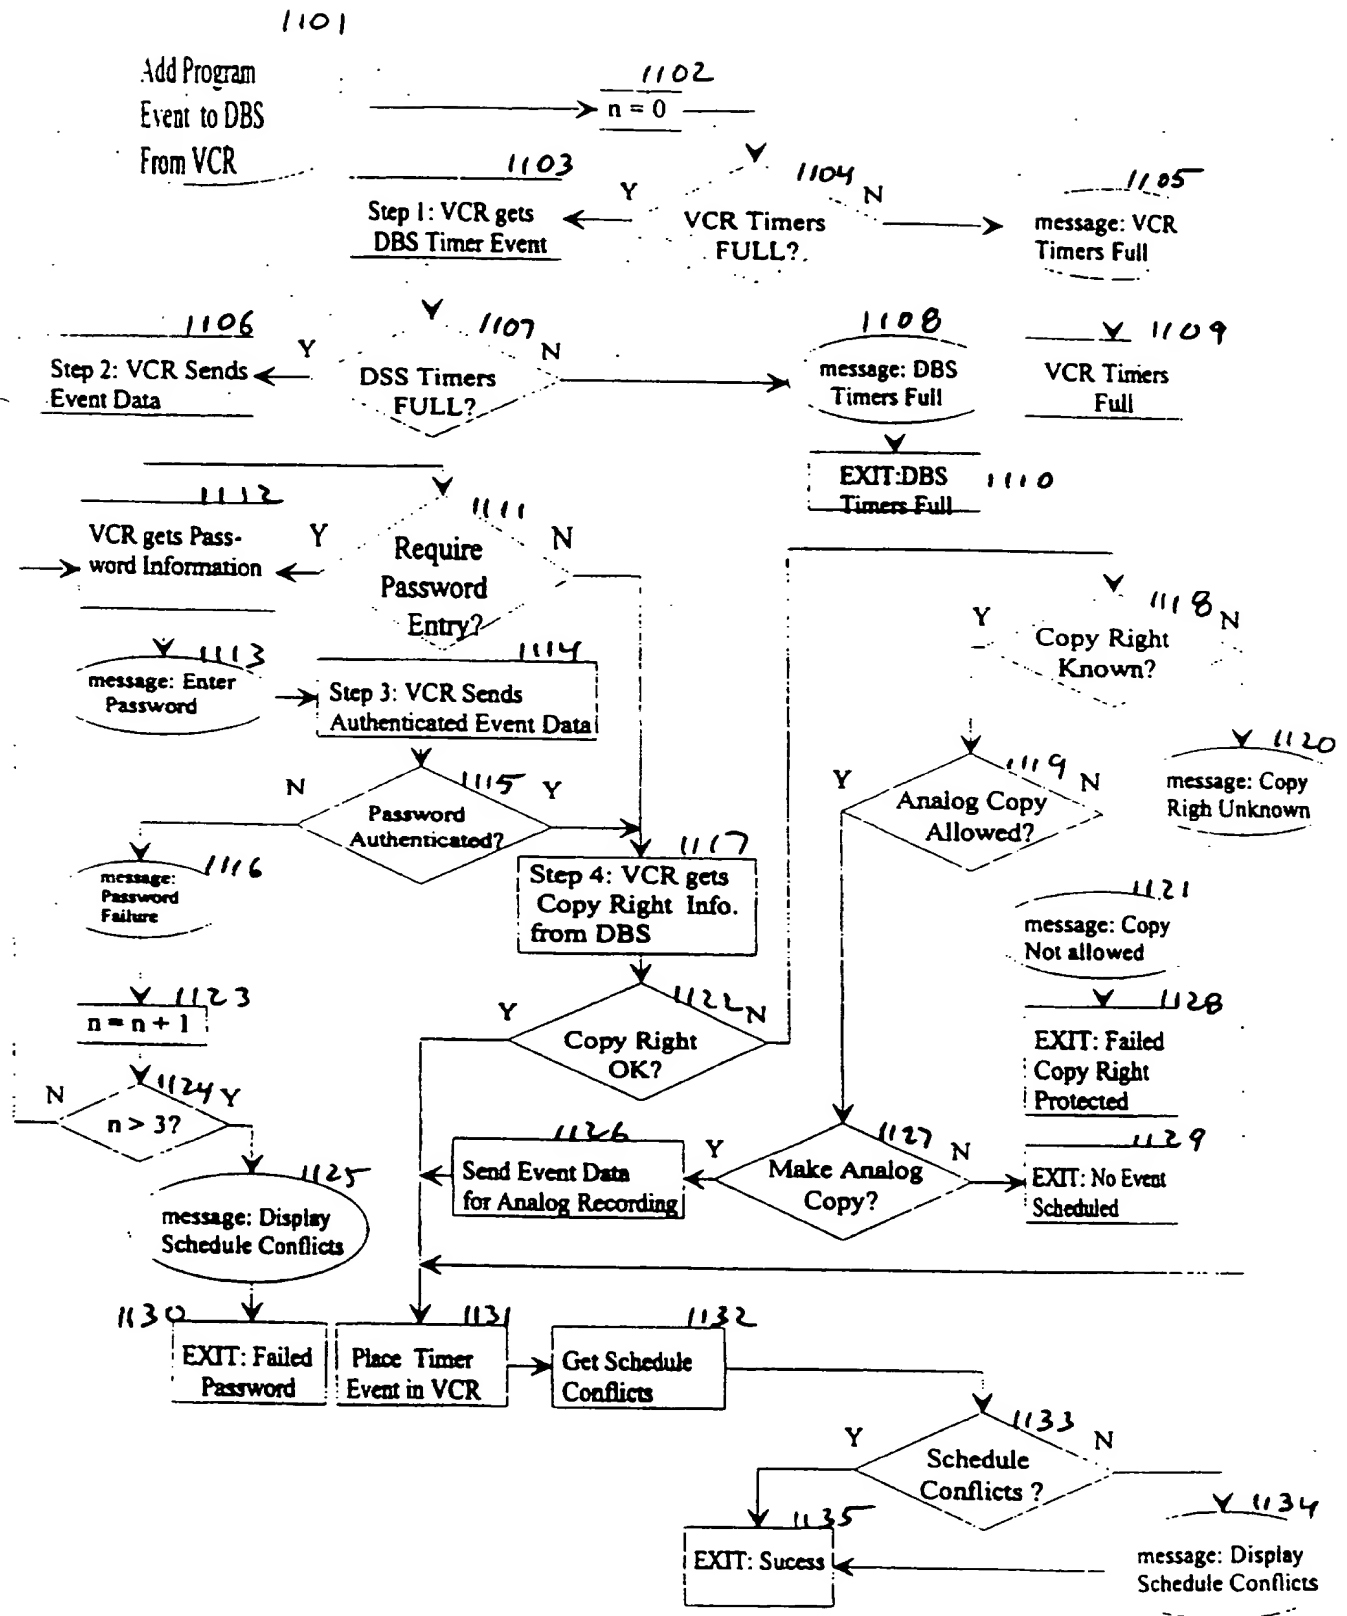 1101
Add Program
Event to DBS
From VCR
1102
n = 0
1103
Step 1: VCR gets
DBS Timer Event
Y
1104
N
VCR Timers
FULL?
1105
message: VCR
Timers Full
1106
Step 2: VCR Sends
Event Data
Y
1107
N
DSS Timers
FULL?
1108
message: DBS
Timers Full
1109
VCR Timers
Full
EXIT:DBS
Timers Full
1110
1112
VCR gets Pass-
word Information
Y
1111
N
Require
Password
Entry?
1113
message: Enter
Password
1114
Step 3: VCR Sends
Authenticated Event Data
Y
1118
N
Copy Right
Known?
N
1115
Y
Password
Authenticated?
Y
1119
N
Analog Copy
Allowed?
1120
message: Copy
Righ Unknown
1116
message:
Password
Failure
1117
Step 4: VCR gets
Copy Right Info.
from DBS
1121
message: Copy
Not allowed
1123
n = n + 1
Y
1122
N
Copy Right
OK?
1128
EXIT: Failed
Copy Right
Protected
N
1124
Y
n > 3?
1125
message: Display
Schedule Conflicts
1126
Send Event Data
for Analog Recording
Y
1127
N
Make Analog
Copy?
1129
EXIT: No Event
Scheduled
1130
EXIT: Failed
Password
1131
Place Timer
Event in VCR
1132
Get Schedule
Conflicts
Y
1133
N
Schedule
Conflicts ?
1135
EXIT: Sucess
1134
message: Display
Schedule Conflicts